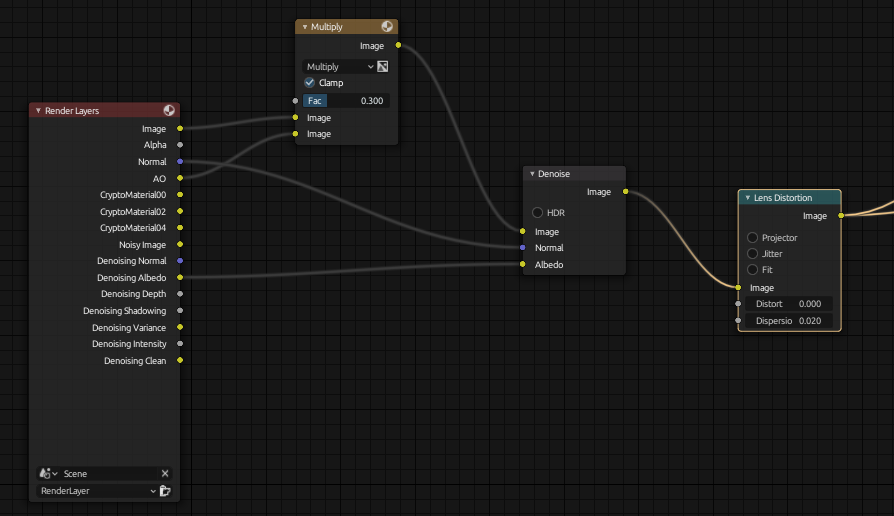 Multiply
Image
Multiply
Clamp
Fac 0.300
Image
Image
Render Layers
Image
Alpha
Normal
AO
CryptoMaterial00
CryptoMaterial02
CryptoMaterial04
Noisy Image
Denoising Normal
Denoising Albedo
Denoising Depth
Denoising Shadowing
Denoising Variance
Denoising Intensity
Denoising Clean
Scene
RenderLayer
Denoise
Image
HDR
Image
Normal
Albedo
Lens Distortion
Image
Projector
Jitter
Fit
Image
Distort 0.000
Dispersio 0.020